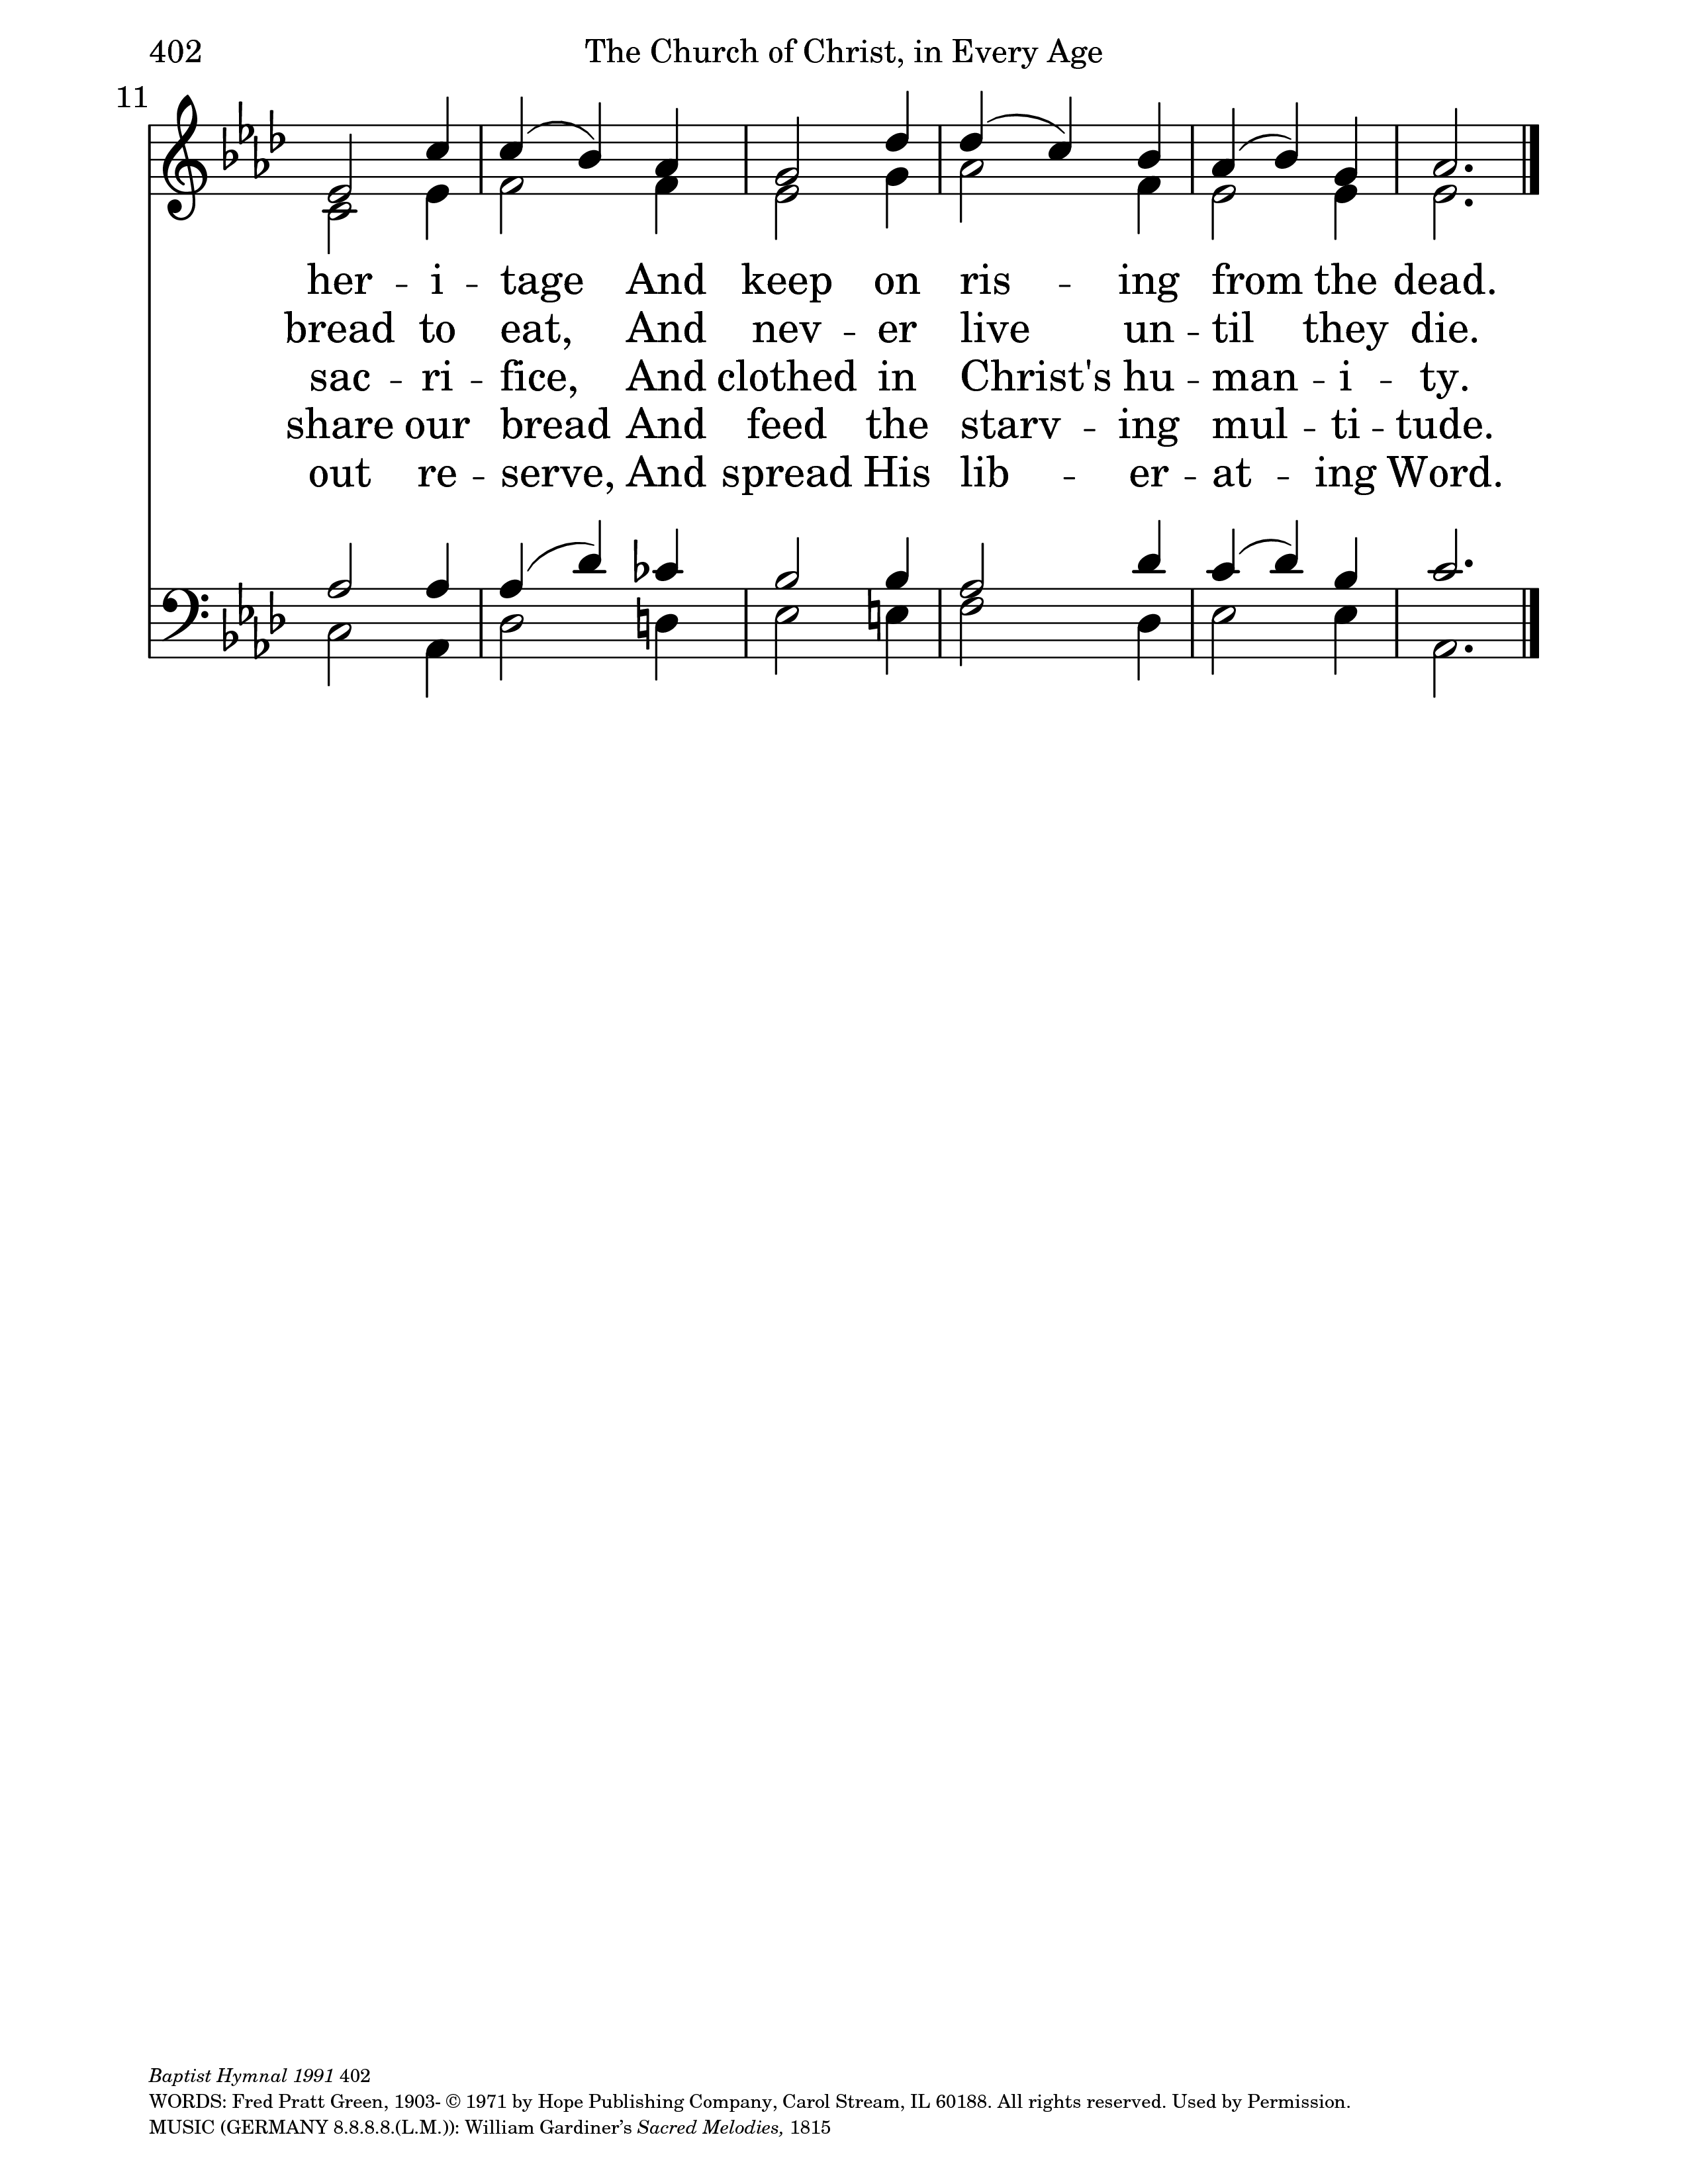 402 The Church of Christ, in Every Age
11
her - i - tage And keep on ris - ing from the dead.
bread to eat, And nev - er live un - til they die.
sac - ri - fice, And clothed in Christ's hu - man - i - ty.
share our bread And feed the starv - ing mul - ti - tude.
out re - serve, And spread His lib - er - at - ing Word.
Baptist Hymnal 1991 402
WORDS: Fred Pratt Green, 1903- © 1971 by Hope Publishing Company, Carol Stream, IL 60188. All rights reserved. Used by Permission.
MUSIC (GERMANY 8.8.8.8.(L.M.)): William Gardiner’s Sacred Melodies, 1815